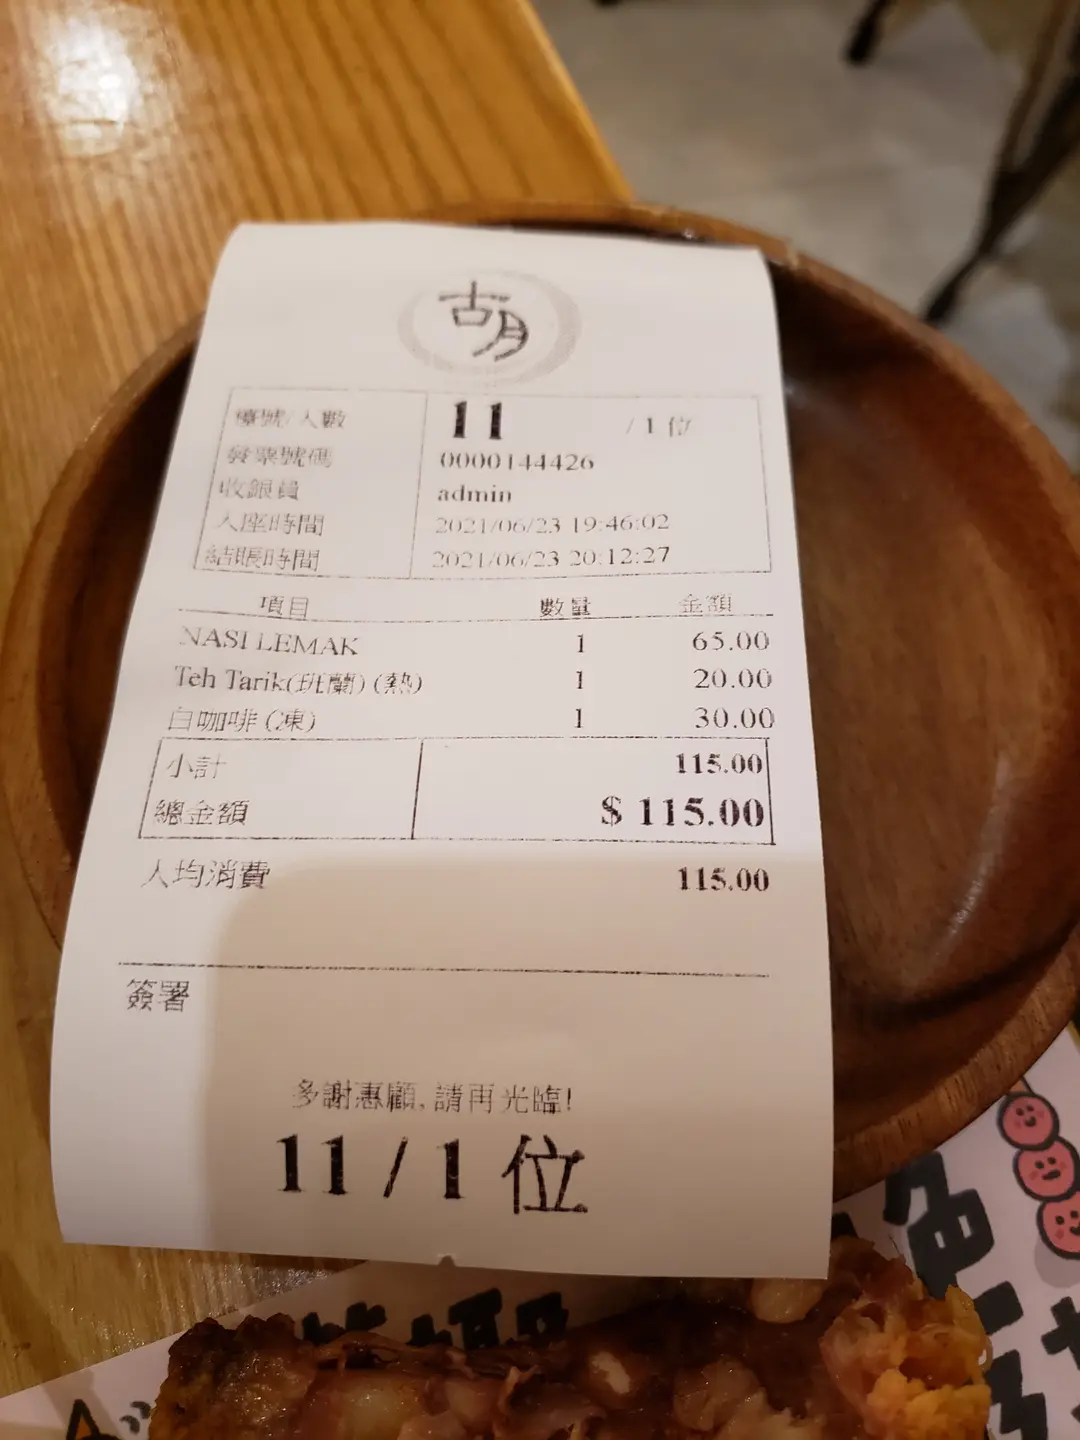 胡
檯號/人數 11 / 1 位
發票號碼 0000144426
收銀員 admin
入座時間 2021/06/23 19:46:02
結賬時間 2021/06/23 20:12:27
項目 數量 金額
NASI LEMAK 1 65.00
Teh Tarik(班蘭) (熱) 1 20.00
白咖啡 (凍) 1 30.00
小計 115.00
總金額 $ 115.00
人均消費 115.00
簽署
多謝惠顧, 請再光臨!
11 / 1 位